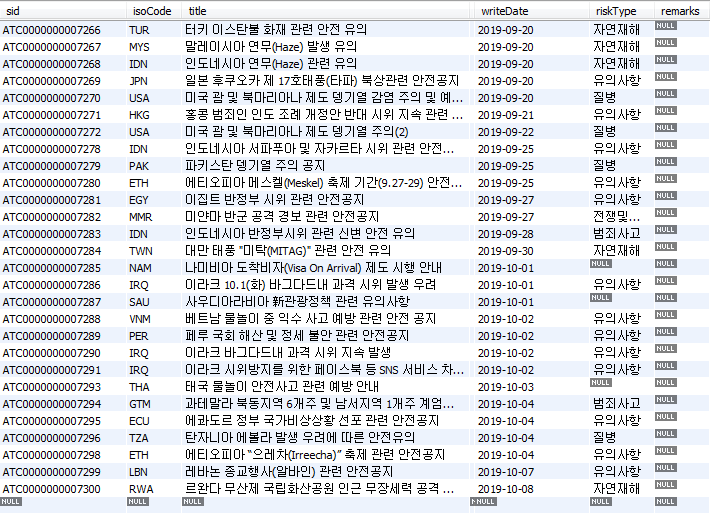 sid isoCode title writeDate riskType remarks
ATC0000000007266 TUR 터키 이스탄불 화재 관련 안전 유의 2019-09-20 자연재해 NULL
ATC0000000007267 MYS 말레이시아 연무(Haze) 발생 유의 2019-09-20 자연재해 NULL
ATC0000000007268 IDN 인도네시아 연무(Haze) 관련 유의 2019-09-20 자연재해 NULL
ATC0000000007269 JPN 일본 후쿠오카 제 17호태풍(타파) 북상관련 안전공지 2019-09-20 유의사항 NULL
ATC0000000007270 USA 미국 괌 및 북마리아나 제도 뎅기열 감염 주의 및 예... 2019-09-20 질병 NULL
ATC0000000007271 HKG 홍콩 범죄인 인도 조례 개정안 반대 시위 지속 관련 ... 2019-09-21 유의사항 NULL
ATC0000000007272 USA 미국 괌 및 북마리아나 제도 뎅기열 주의(2) 2019-09-22 질병 NULL
ATC0000000007278 IDN 인도네시아 서파푸아 및 자카르타 시위 관련 안전... 2019-09-25 유의사항 NULL
ATC0000000007279 PAK 파키스탄 뎅기열 주의 공지 2019-09-25 질병 NULL
ATC0000000007280 ETH 에티오피아 메스켈(Meskel) 축제 기간(9.27-29) 안전... 2019-09-27 유의사항 NULL
ATC0000000007281 EGY 이집트 반정부 시위 관련 안전공지 2019-09-27 유의사항 NULL
ATC0000000007282 MMR 미얀마 반군 공격 경보 관련 안전공지 2019-09-27 전쟁및... NULL
ATC0000000007283 IDN 인도네시아 반정부시위 관련 신변 안전 유의 2019-09-28 범죄사고 NULL
ATC0000000007284 TWN 대만 태풍 "미탁(MITAG)" 관련 안전 유의 2019-09-30 자연재해 NULL
ATC0000000007285 NAM 나미비아 도착비자(Visa On Arrival) 제도 시행 안내 2019-10-01 NULL NULL
ATC0000000007286 IRQ 이라크 10.1(화) 바그다드내 과격 시위 발생 우려 2019-10-01 유의사항 NULL
ATC0000000007287 SAU 사우디아라비아 新관광정책 관련 유의사항 2019-10-01 NULL NULL
ATC0000000007288 VNM 베트남 물놀이 중 익수 사고 예방 관련 안전 공지 2019-10-02 유의사항 NULL
ATC0000000007289 PER 페루 국회 해산 및 정세 불안 관련 안전공지 2019-10-02 유의사항 NULL
ATC0000000007290 IRQ 이라크 바그다드내 과격 시위 지속 발생 2019-10-02 유의사항 NULL
ATC0000000007291 IRQ 이라크 시위방지를 위한 페이스북 등 SNS 서비스 차... 2019-10-02 유의사항 NULL
ATC0000000007293 THA 태국 물놀이 안전사고 관련 예방 안내 2019-10-03 NULL NULL
ATC0000000007294 GTM 과테말라 북동지역 6개주 및 남서지역 1개주 계엄... 2019-10-04 범죄사고 NULL
ATC0000000007295 ECU 에콰도르 정부 국가비상상황 선포 관련 안전공지 2019-10-04 유의사항 NULL
ATC0000000007296 TZA 탄자니아 에볼라 발생 우려에 따른 안전유의 2019-10-04 질병 NULL
ATC0000000007298 ETH 에티오피아 “으레차(Irreecha)” 축제 관련 안전공지 2019-10-04 유의사항 NULL
ATC0000000007299 LBN 레바논 종교행사(알바인) 관련 안전공지 2019-10-07 유의사항 NULL
ATC0000000007300 RWA 르완다 무산제 국립화산공원 인근 무장세력 공격 ... 2019-10-08 자연재해 NULL
NULL NULL NULL NULL NULL NULL